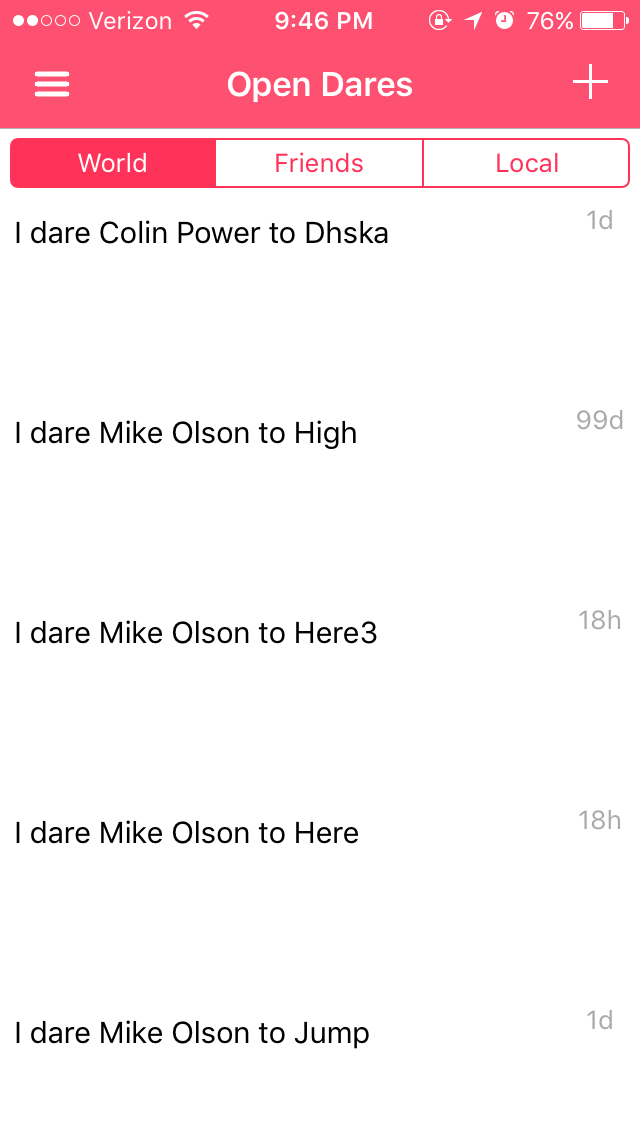 Verizon 9:46 PM 76%
Open Dares
World Friends Local
I dare Colin Power to Dhska 1d
I dare Mike Olson to High 99d
I dare Mike Olson to Here3 18h
I dare Mike Olson to Here 18h
I dare Mike Olson to Jump 1d